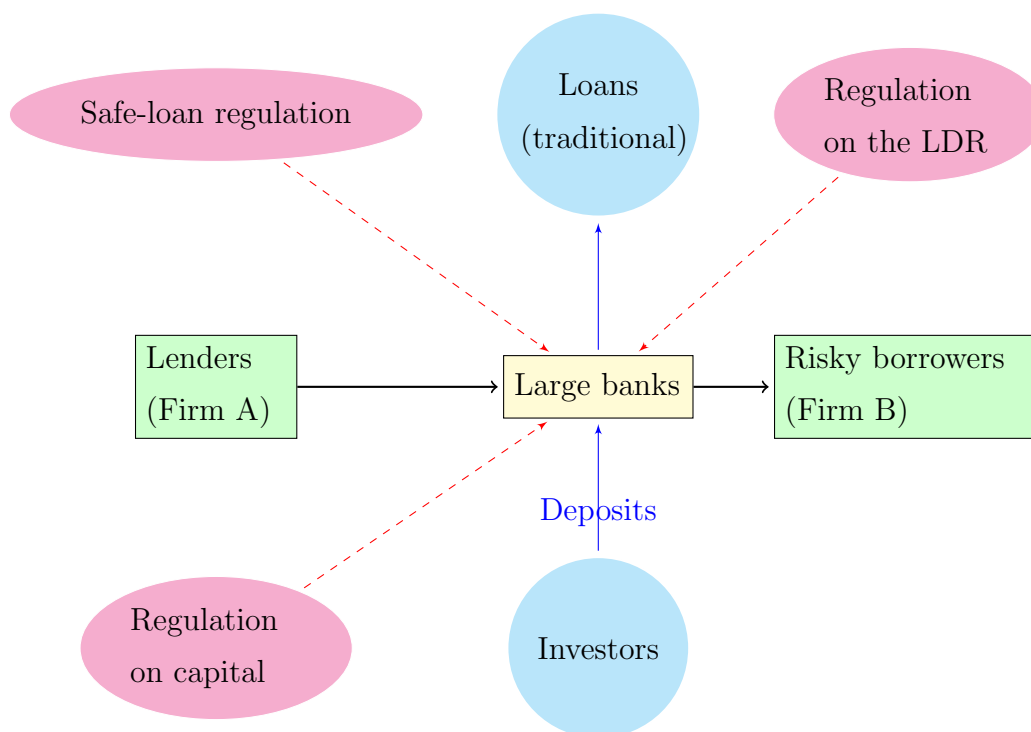 Safe-loan regulation
Loans
(traditional)
Regulation
on the LDR
Lenders
(Firm A)
Large banks
Risky borrowers
(Firm B)
Deposits
Regulation
on capital
Investors